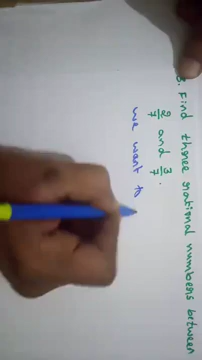 3. Find three rational numbers between
2/7 and 3/7.
we want to